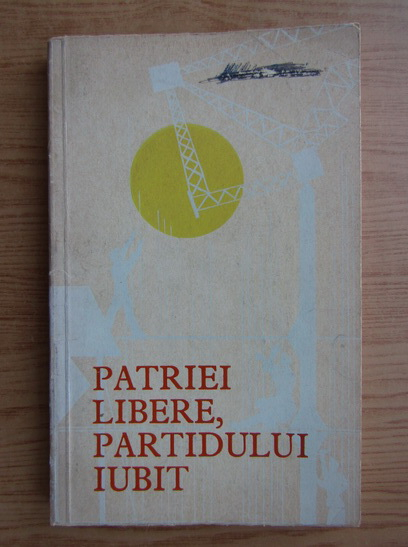 PATRIEI
LIBERE,
PARTIDULUI
IUBIT